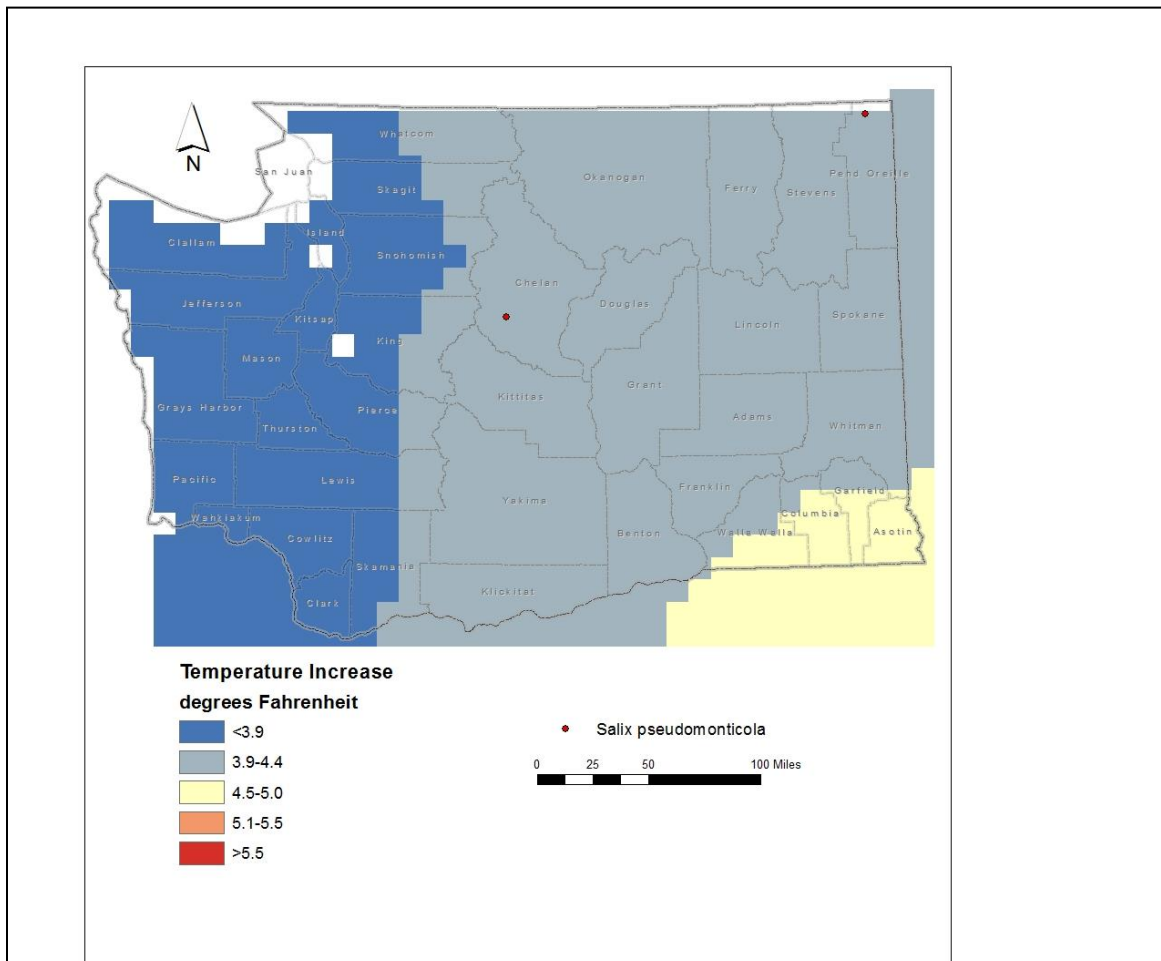 N
San Juan
Whatcom
Skagit
Okanogan
Ferry
Stevens
Pend Oreille
Island
Clallam
Snohomish
Chelan
Douglas
Jefferson
Kitsap
King
Lincoln
Spokane
Mason
Grant
Kittitas
Grays Harbor
Pierce
Adams
Whitman
Thurston
Pacific
Lewis
Yakima
Franklin
Garfield
Columbia
Wahkiakum
Cowlitz
Benton
Walla Walla
Asotin
Skamania
Clark
Klickitat
Temperature Increase
degrees Fahrenheit
<3.9
3.9-4.4
4.5-5.0
5.1-5.5
>5.5
Salix pseudomonticola
0 25 50 100 Miles